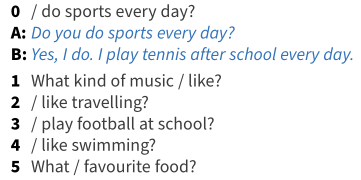 0 / do sports every day?
A: Do you do sports every day?
B: Yes, I do. I play tennis after school every day.
1 What kind of music / like?
2 / like travelling?
3 / play football at school?
4 / like swimming?
5 What / favourite food?